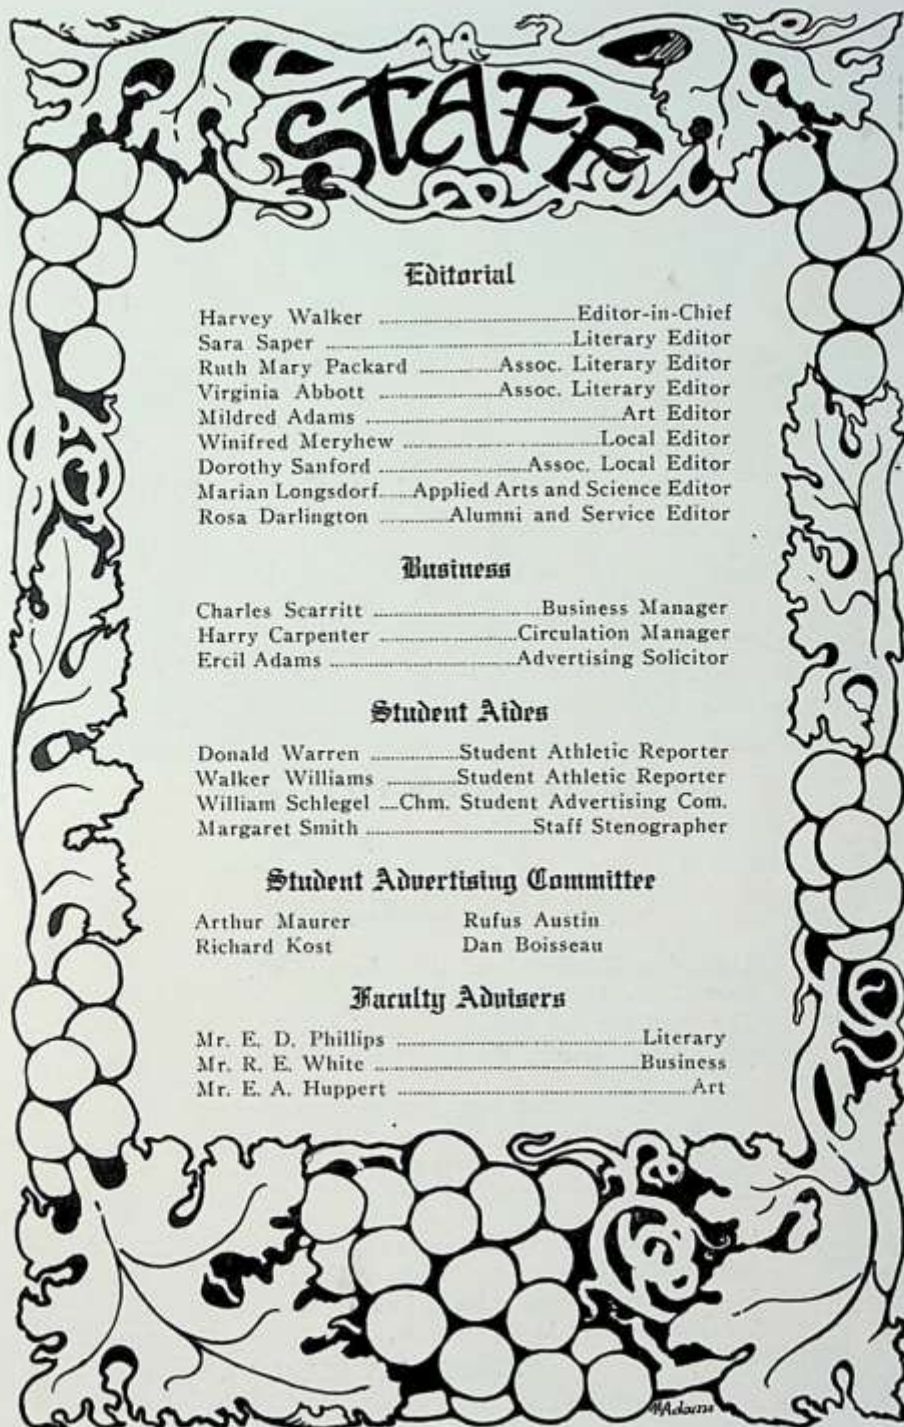 STAFF
Editorial
Harvey Walker ........ Editor-in-Chief
Sara Saper ........ Literary Editor
Ruth Mary Packard ........ Assoc. Literary Editor
Virginia Abbott ........ Assoc. Literary Editor
Mildred Adams ........ Art Editor
Winifred Meryhew ........ Local Editor
Dorothy Sanford ........ Assoc. Local Editor
Marian Longsdorf ........ Applied Arts and Science Editor
Rosa Darlington ........ Alumni and Service Editor
Business
Charles Scarritt ........ Business Manager
Harry Carpenter ........ Circulation Manager
Ercil Adams ........ Advertising Solicitor
Student Aides
Donald Warren ........ Student Athletic Reporter
Walker Williams ........ Student Athletic Reporter
William Schlegel ........ Chm. Student Advertising Com.
Margaret Smith ........ Staff Stenographer
Student Advertising Committee
Arthur Maurer Rufus Austin
Richard Kost Dan Boisseau
Faculty Advisers
Mr. E. D. Phillips ........ Literary
Mr. R. E. White ........ Business
Mr. E. A. Huppert ........ Art
MAdams